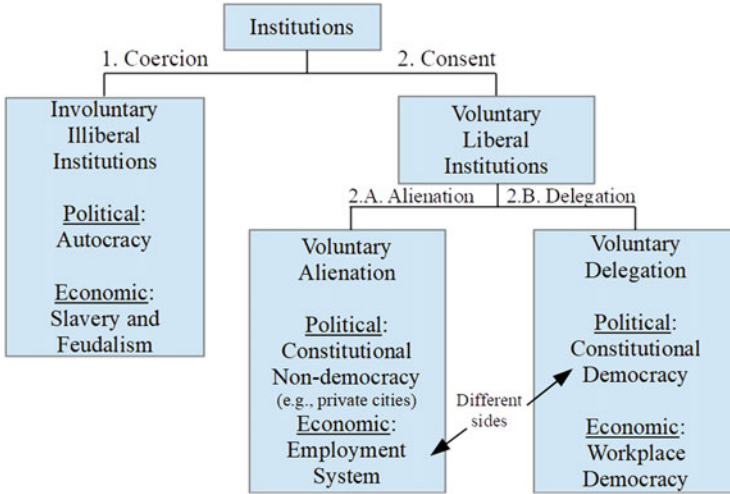 Institutions
1. Coercion
2. Consent
Involuntary
Illiberal
Institutions
Political:
Autocracy
Economic:
Slavery and
Feudalism
Voluntary
Liberal
Institutions
2.A. Alienation
2.B. Delegation
Voluntary
Alienation
Political:
Constitutional
Non-democracy
(e.g., private cities)
Economic:
Employment
System
Different
sides
Voluntary
Delegation
Political:
Constitutional
Democracy
Economic:
Workplace
Democracy